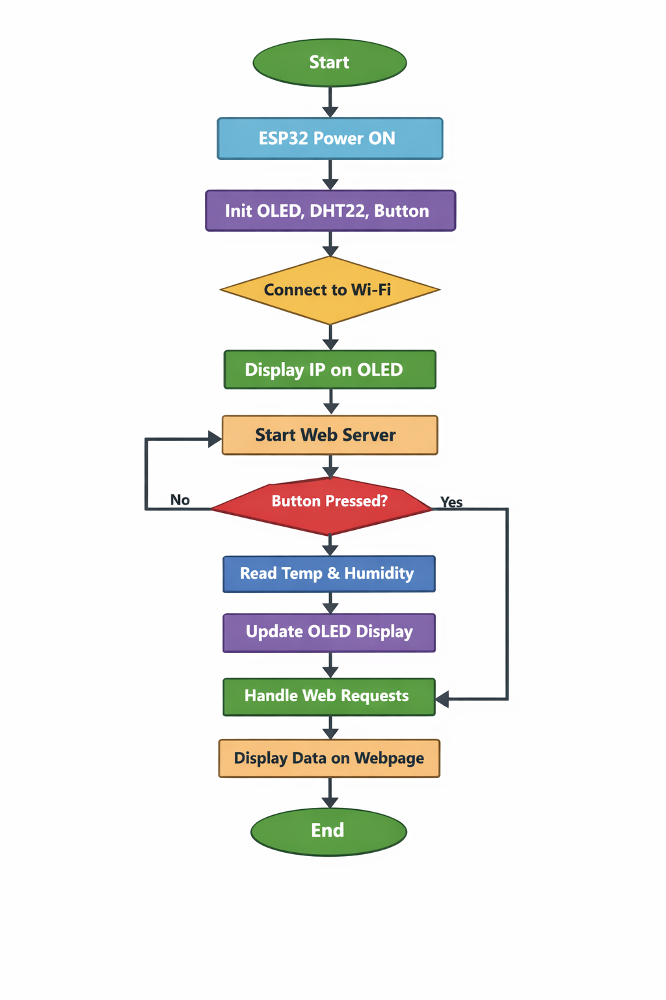 Start
ESP32 Power ON
Init OLED, DHT22, Button
Connect to Wi-Fi
Display IP on OLED
Start Web Server
No
Button Pressed?
Yes
Read Temp & Humidity
Update OLED Display
Handle Web Requests
Display Data on Webpage
End